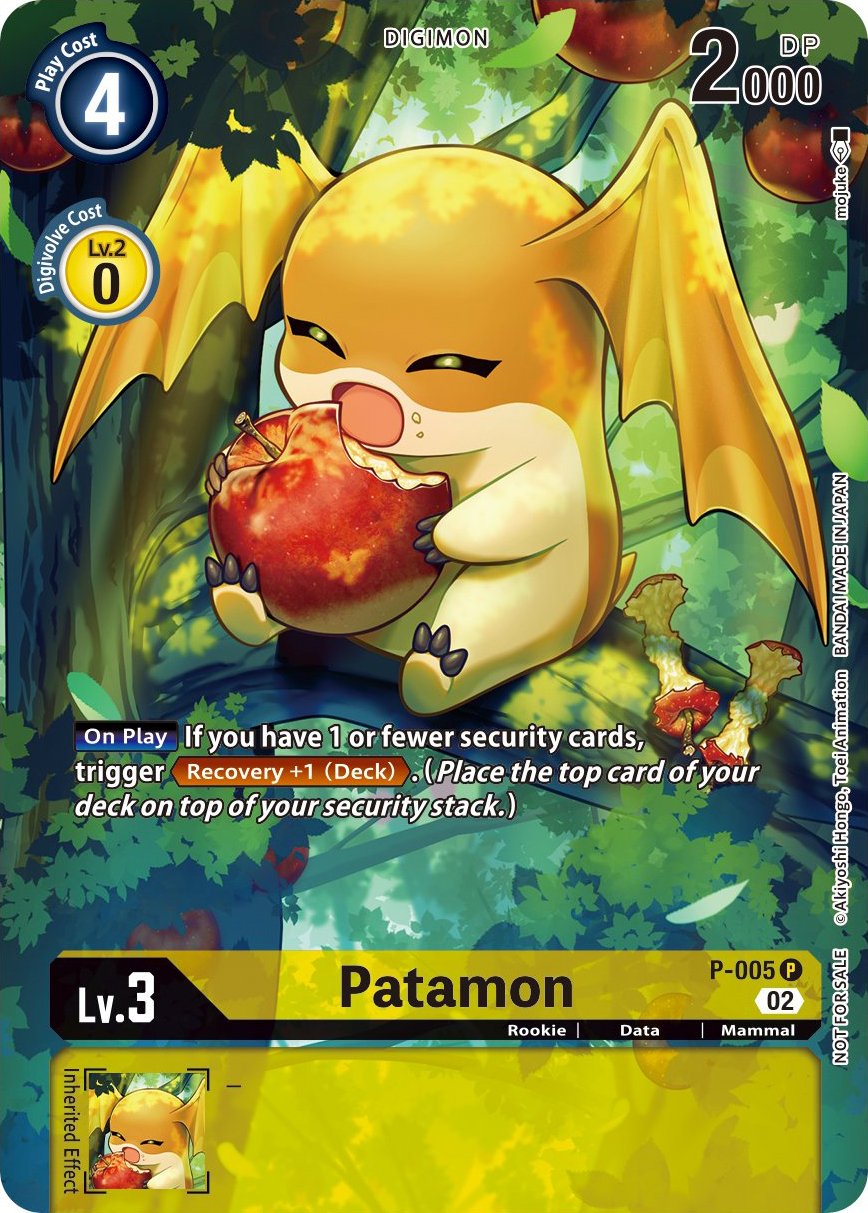 DIGIMON
Play Cost
4
DP
2000
Digivolve Cost
Lv.2
0
mojuke
On Play If you have 1 or fewer security cards,
trigger Recovery +1 (Deck). (Place the top card of your
deck on top of your security stack.)
©Akiyoshi Hongo, Toei Animation BANDAI MADE IN JAPAN
NOT FOR SALE
Lv.3
Patamon
P-005 P
02
Rookie | Data | Mammal
Inherited Effect
–